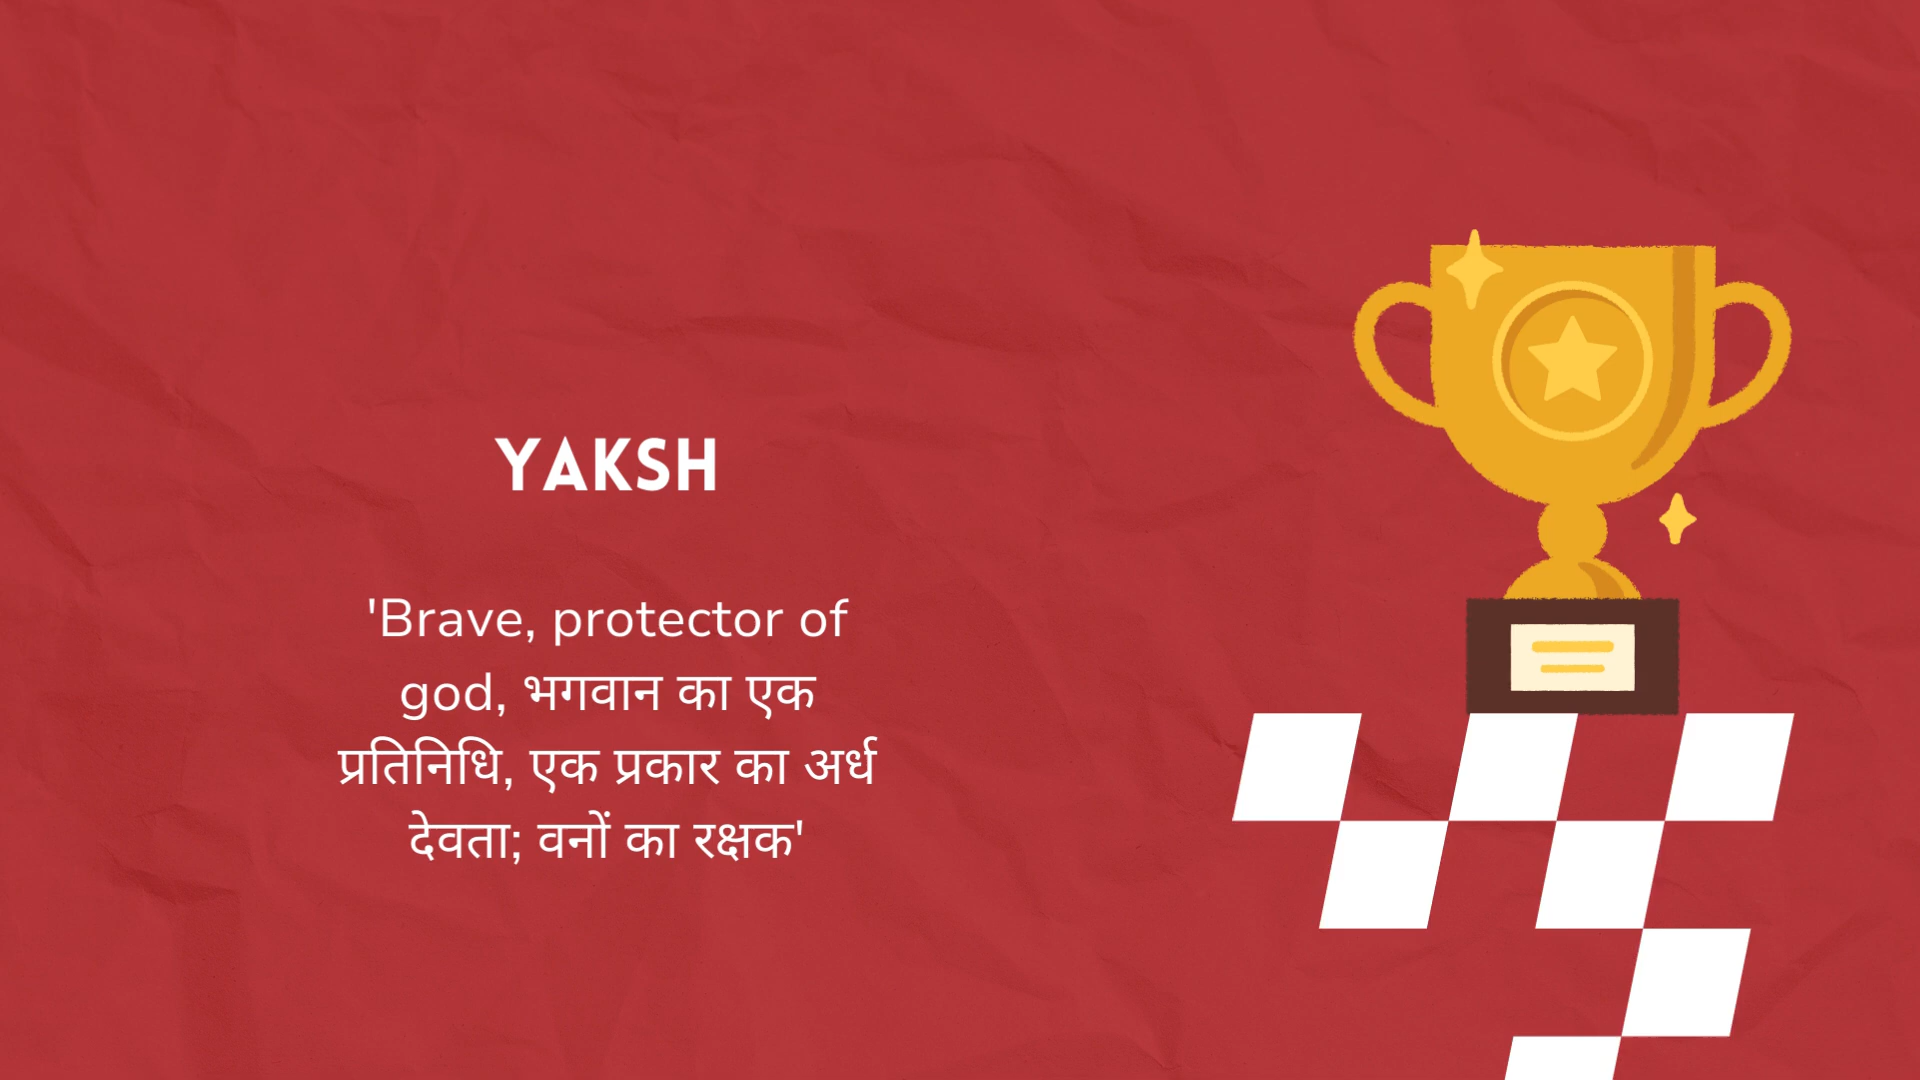 YAKSH
'Brave, protector of
god, भगवान का एक
प्रतिनिधि, एक प्रकार का अर्ध
देवता; वनों का रक्षक'